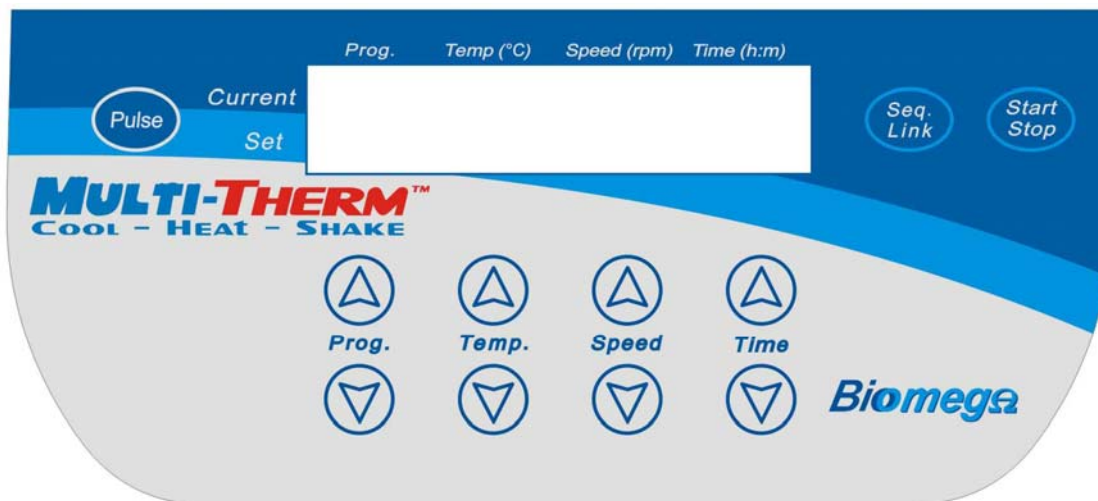 Prog. Temp (°C) Speed (rpm) Time (h:m)
Current
Set
Pulse
Seq.
Link
Start
Stop
MULTI-THERM™
COOL - HEAT - SHAKE
Prog. Temp. Speed Time
BiomegΩ